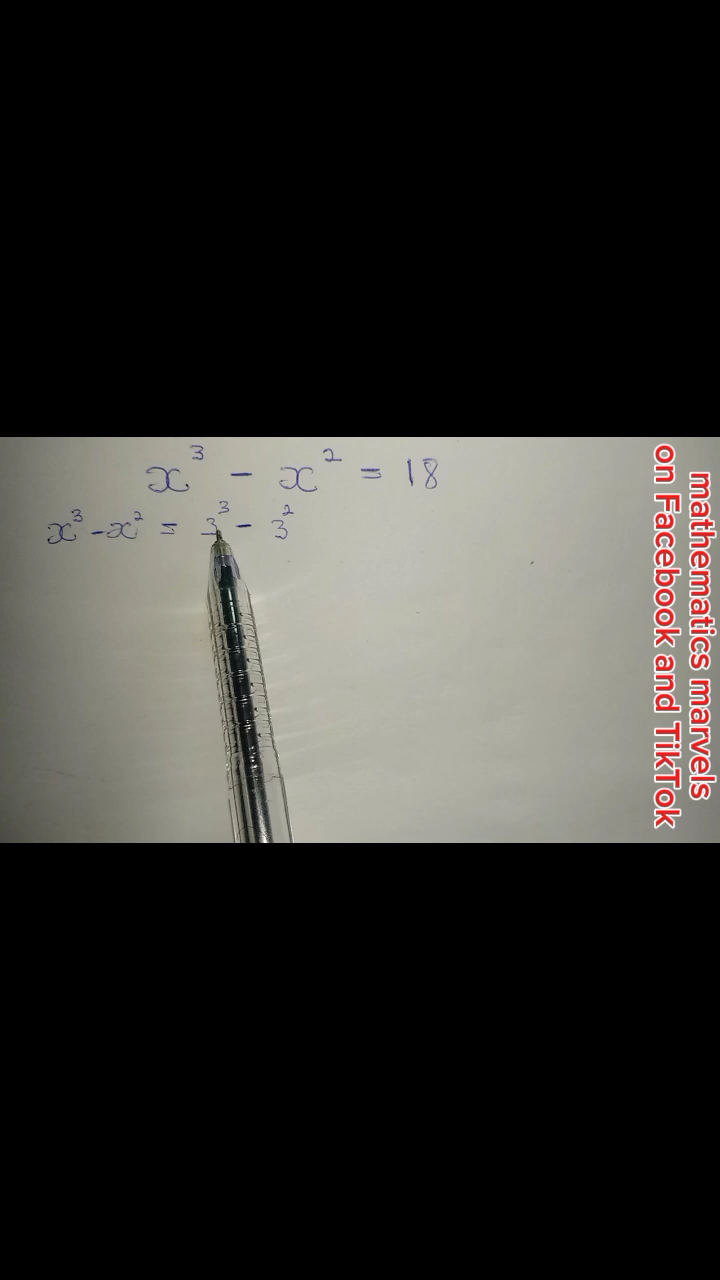 x³ - x² = 18
x³ - x² = 3³ - 3²
mathematics marvels
on Facebook and TikTok